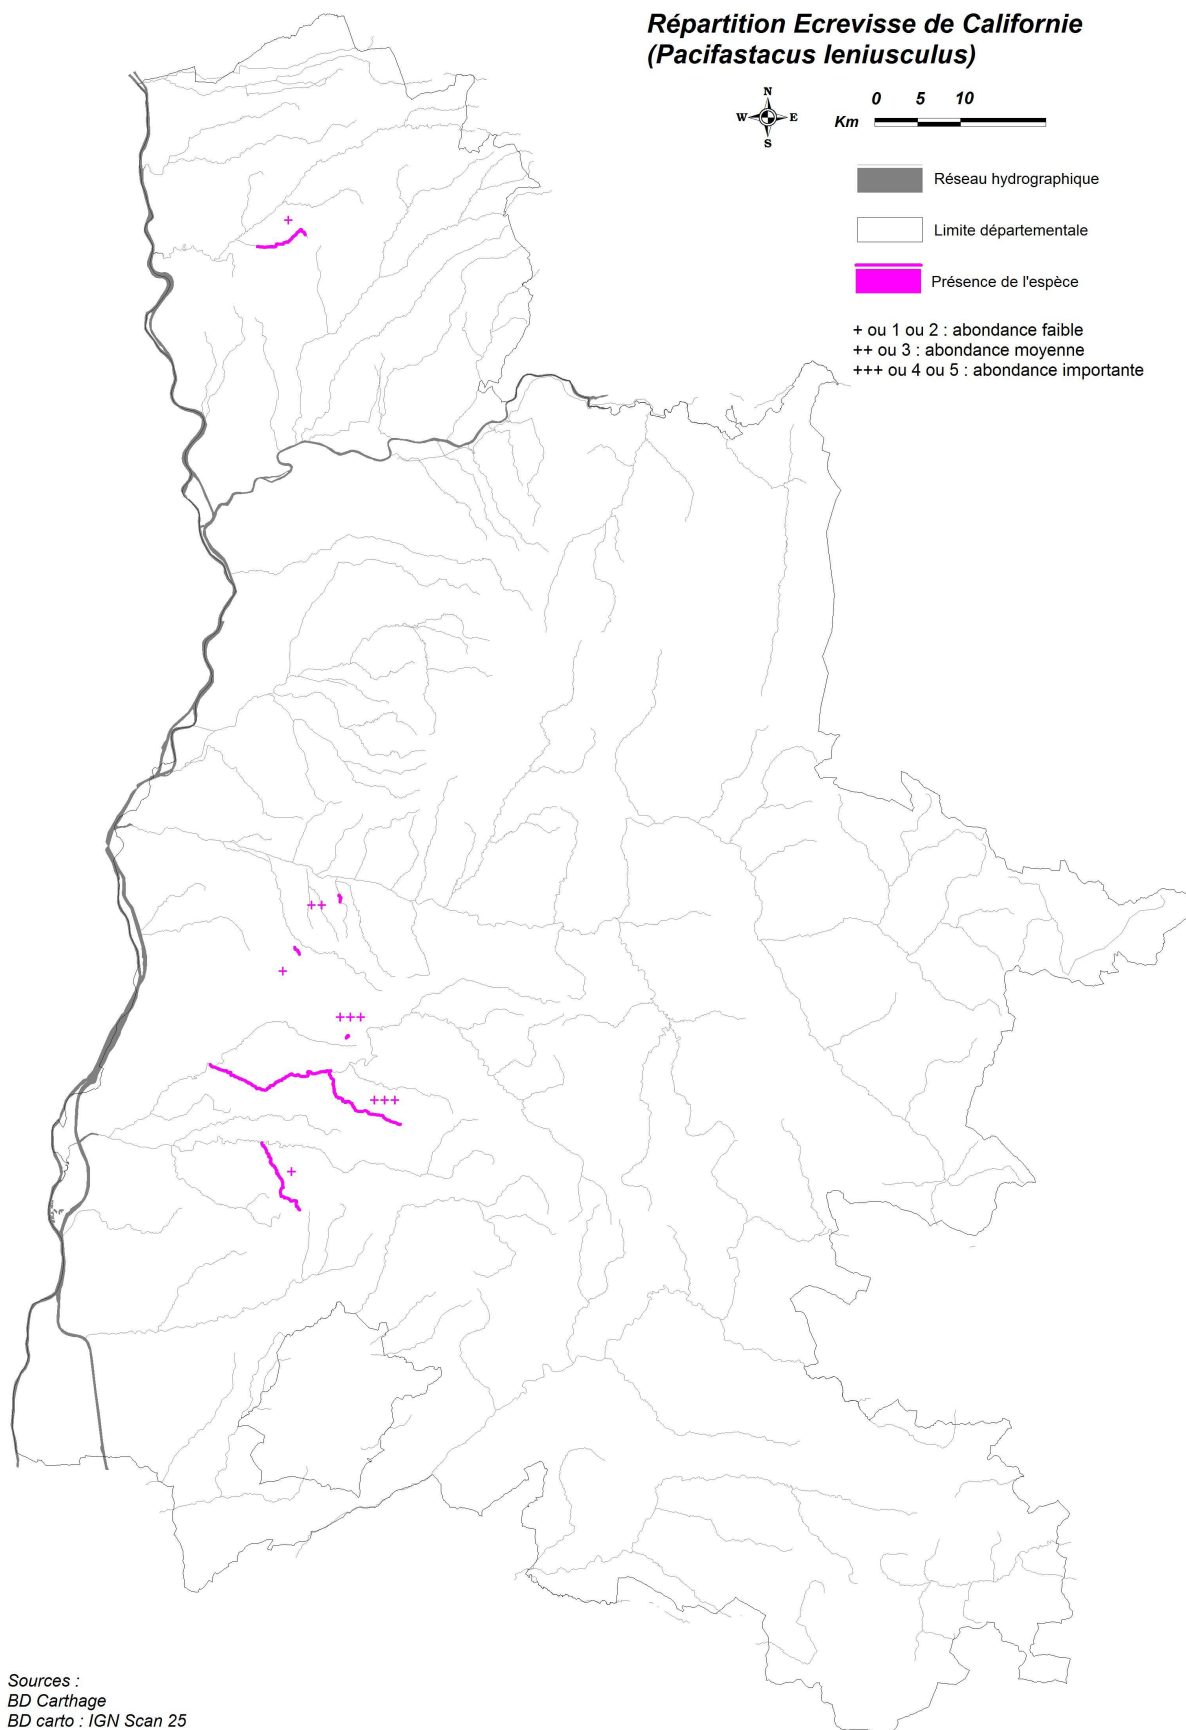 Répartition Ecrevisse de Californie
(Pacifastacus leniusculus)
N
W E
S
0 5 10
Km
Réseau hydrographique
Limite départementale
Présence de l'espèce
+ ou 1 ou 2 : abondance faible
++ ou 3 : abondance moyenne
+++ ou 4 ou 5 : abondance importante
+
++
+
+++
+++
+
Sources :
BD Carthage
BD carto : IGN Scan 25